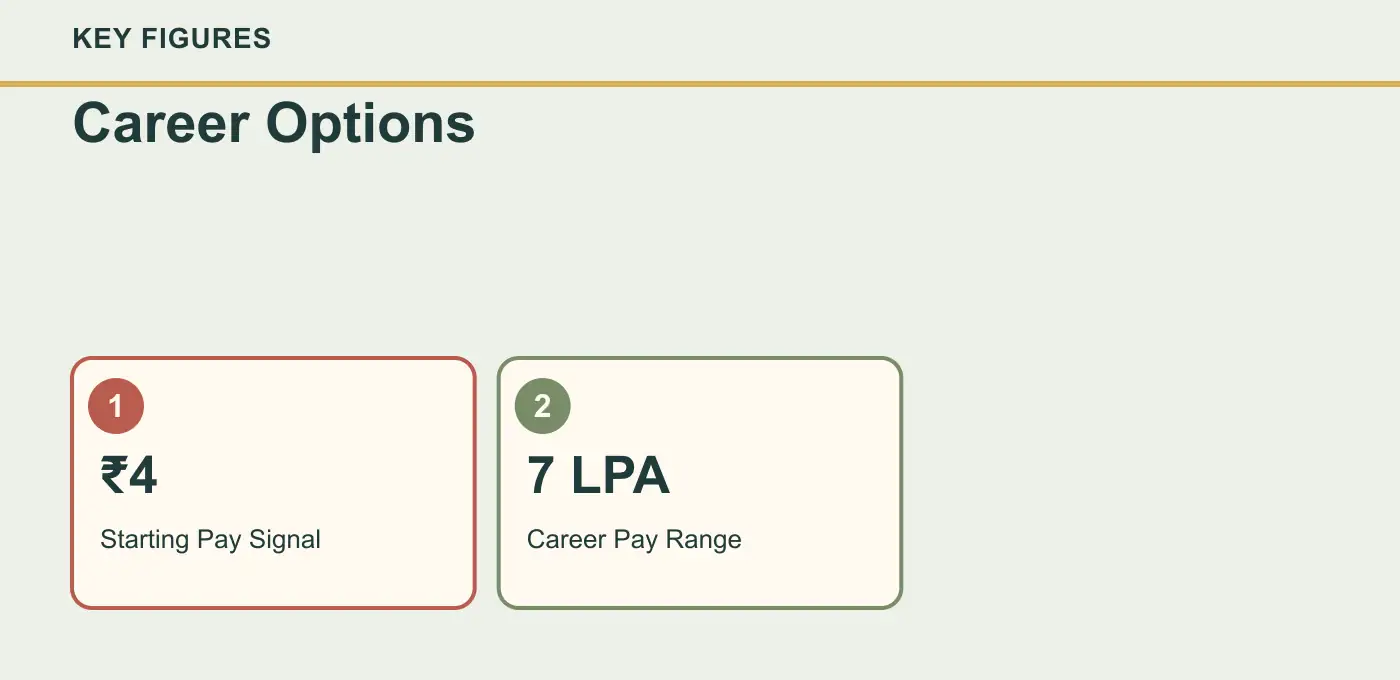 KEY FIGURES
Career Options
1
₹4
Starting Pay Signal
2
7 LPA
Career Pay Range